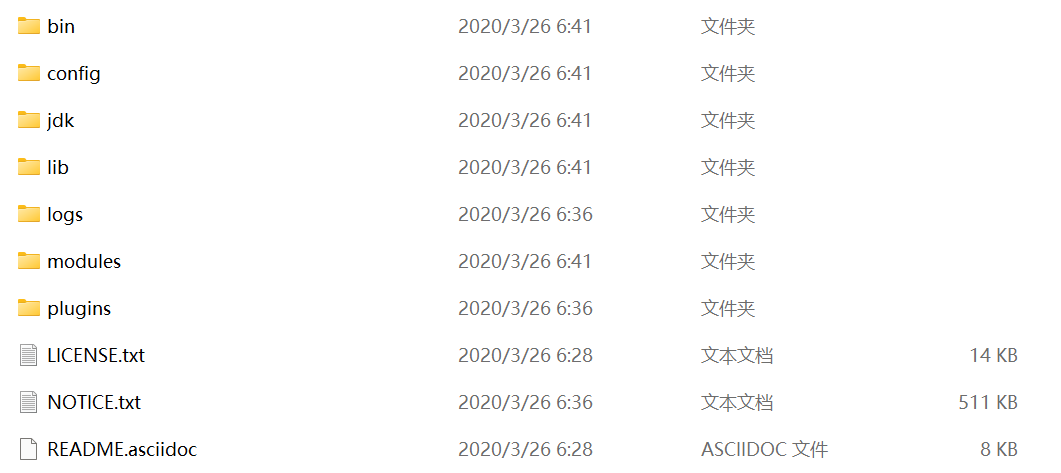 bin 2020/3/26 6:41 文件夹
config 2020/3/26 6:41 文件夹
jdk 2020/3/26 6:41 文件夹
lib 2020/3/26 6:41 文件夹
logs 2020/3/26 6:36 文件夹
modules 2020/3/26 6:41 文件夹
plugins 2020/3/26 6:36 文件夹
LICENSE.txt 2020/3/26 6:28 文本文档 14 KB
NOTICE.txt 2020/3/26 6:36 文本文档 511 KB
README.asciidoc 2020/3/26 6:28 ASCIIDOC 文件 8 KB